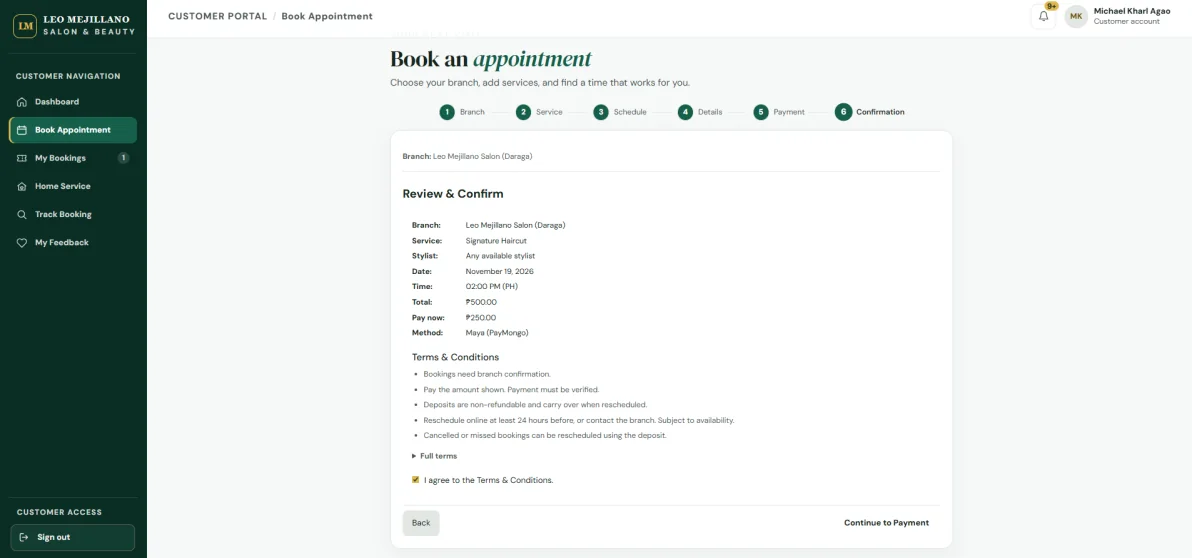 LM
LEO MEJILLANO
SALON & BEAUTY
CUSTOMER NAVIGATION
Dashboard
Book Appointment
My Bookings 1
Home Service
Track Booking
My Feedback
CUSTOMER ACCESS
Sign out
CUSTOMER PORTAL / Book Appointment
9+
MK
Michael Kharl Agao
Customer account
Book an appointment
Choose your branch, add services, and find a time that works for you.
1 Branch 2 Service 3 Schedule 4 Details 5 Payment 6 Confirmation
Branch: Leo Mejillano Salon (Daraga)
Review & Confirm
Branch: Leo Mejillano Salon (Daraga)
Service: Signature Haircut
Stylist: Any available stylist
Date: November 19, 2026
Time: 02:00 PM (PH)
Total: ₱500.00
Pay now: ₱250.00
Method: Maya (PayMongo)
Terms & Conditions
• Bookings need branch confirmation.
• Pay the amount shown. Payment must be verified.
• Deposits are non-refundable and carry over when rescheduled.
• Reschedule online at least 24 hours before, or contact the branch. Subject to availability.
• Cancelled or missed bookings can be rescheduled using the deposit.
Full terms
I agree to the Terms & Conditions.
Back
Continue to Payment